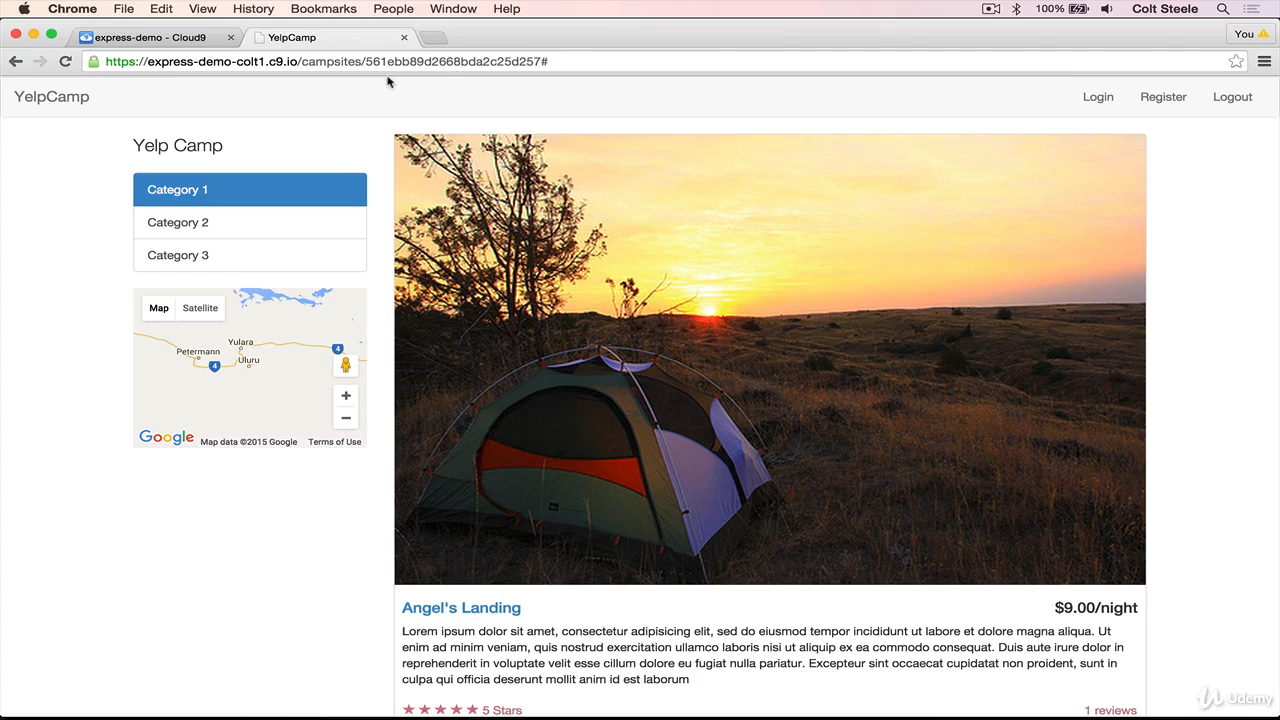 Chrome File Edit View History Bookmarks People Window Help 100% Colt Steele
express-demo - Cloud9 YelpCamp You
https://express-demo-colt1.c9.io/campsites/561ebb89d2668bda2c25d257#
YelpCamp Login Register Logout
Yelp Camp
Category 1
Category 2
Category 3
Map Satellite
Yulara
4
Petermann
Uluru
4
Google Map data ©2015 Google Terms of Use
Angel's Landing $9.00/night
Lorem ipsum dolor sit amet, consectetur adipisicing elit, sed do eiusmod tempor incididunt ut labore et dolore magna aliqua. Ut
enim ad minim veniam, quis nostrud exercitation ullamco laboris nisi ut aliquip ex ea commodo consequat. Duis aute irure dolor in
reprehenderit in voluptate velit esse cillum dolore eu fugiat nulla pariatur. Excepteur sint occaecat cupidatat non proident, sunt in
culpa qui officia deserunt mollit anim id est laborum
5 Stars 1 reviews
Udemy